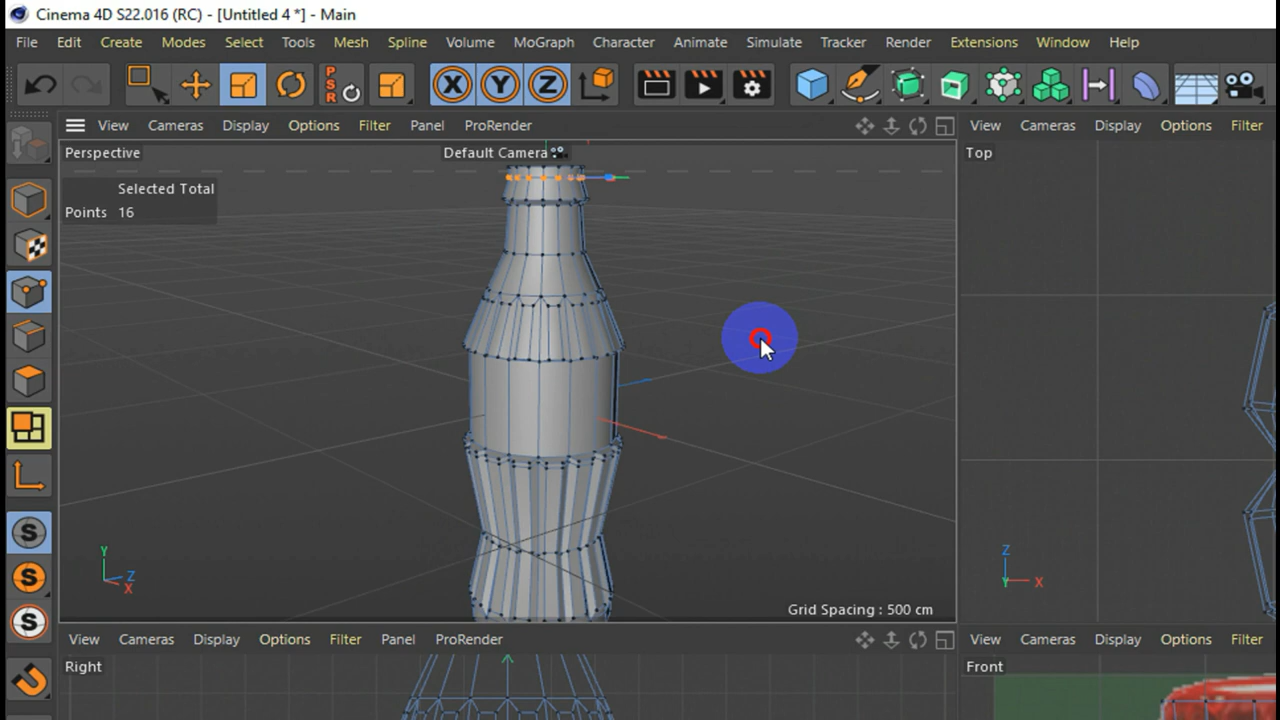 Cinema 4D S22.016 (RC) - [Untitled 4 *] - Main
File Edit Create Modes Select Tools Mesh Spline Volume MoGraph Character Animate Simulate Tracker Render Extensions Window Help
P
S
R
X Y Z
View Cameras Display Options Filter Panel ProRender
View Cameras Display Options Filter
Perspective
Default Camera
Top
Selected Total
Points 16
Y
Z
X
Z
Y
X
S
S
S
Grid Spacing : 500 cm
View Cameras Display Options Filter Panel ProRender
View Cameras Display Options Filter
Right
Front